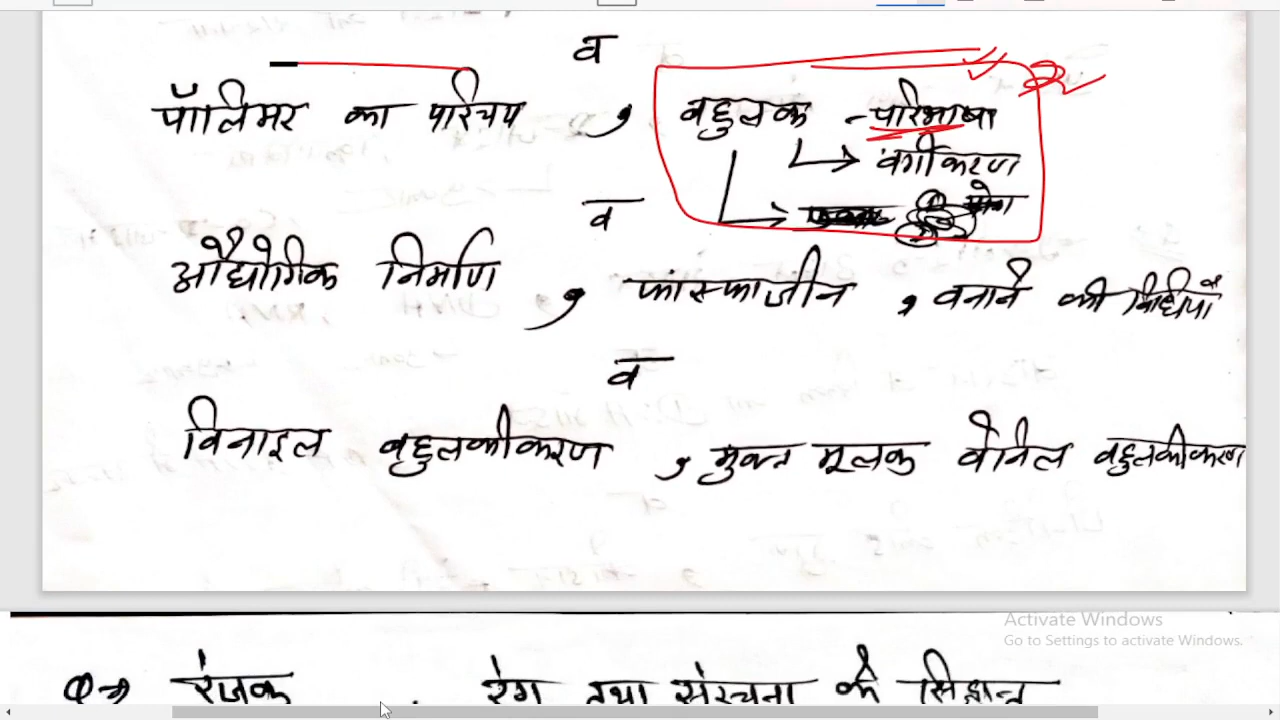 व
पॉलिमर का परिचय , बहुलक - परिभाषा
→ वर्गीकरण
व
औद्योगिक निर्माण , फास्फाजीन , बनाने की विधीयाँ
व
विनाइल बहुलकीकरण , मुक्त मूलक वेनिल बहुलकीकरण
Activate Windows
Go to Settings to activate Windows.
Q→ रंजक . रंग तथा संरचना के सिद्धान्त